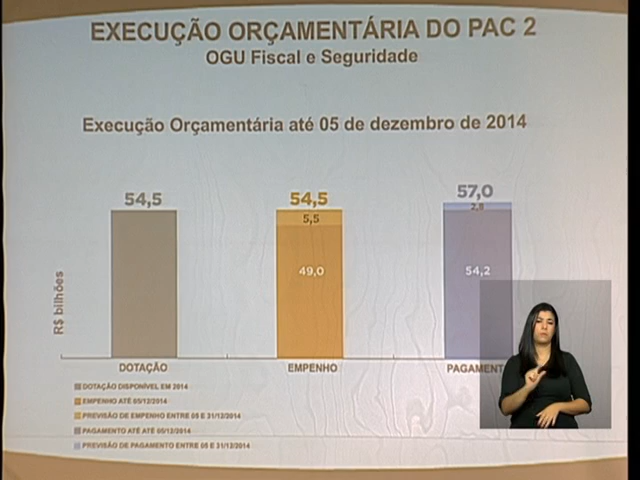 EXECUÇÃO ORÇAMENTÁRIA DO PAC 2
OGU Fiscal e Seguridade
Execução Orçamentária até 05 de dezembro de 2014
54,5
54,5
57,0
5,5
2,8
49,0
54,2
R$ bilhões
DOTAÇÃO
EMPENHO
PAGAMENT
DOTAÇÃO DISPONÍVEL EM 2014
EMPENHO ATÉ 05/12/2014
PREVISÃO DE EMPENHO ENTRE 05 E 31/12/2014
PAGAMENTO ATÉ ATÉ 05/12/2014
PREVISÃO DE PAGAMENTO ENTRE 05 E 31/12/2014